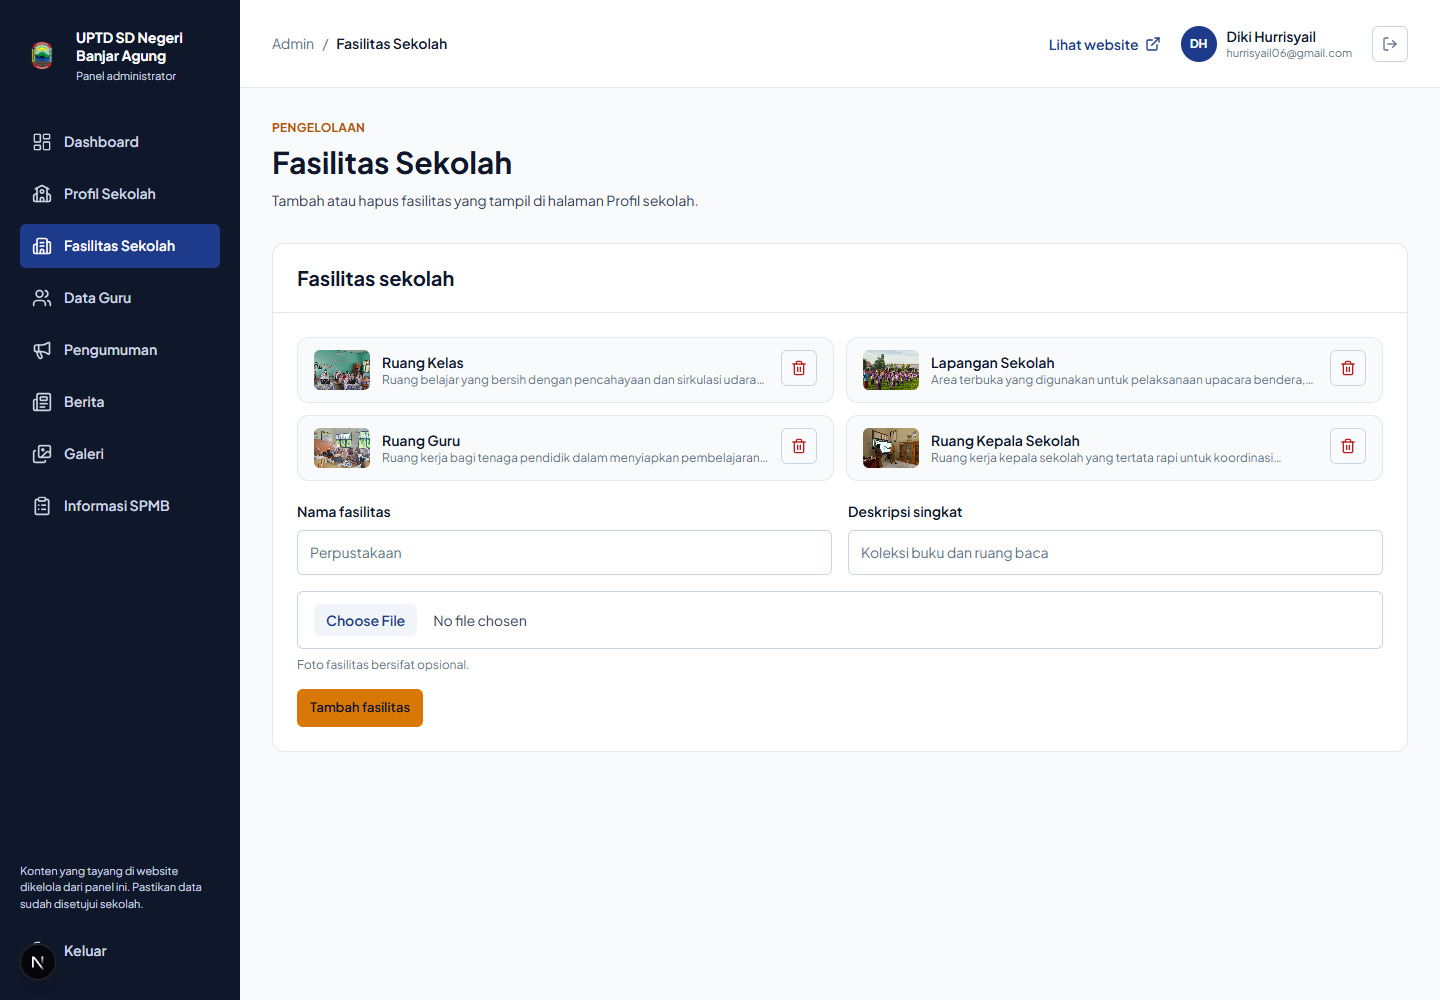 UPTD SD Negeri
Banjar Agung
Panel administrator
Dashboard
Profil Sekolah
Fasilitas Sekolah
Data Guru
Pengumuman
Berita
Galeri
Informasi SPMB
Konten yang tayang di website
dikelola dari panel ini. Pastikan data
sudah disetujui sekolah.
Keluar
N
Admin / Fasilitas Sekolah
Lihat website
DH
Diki Hurrisyail
hurrisyail06@gmail.com
PENGELOLAAN
Fasilitas Sekolah
Tambah atau hapus fasilitas yang tampil di halaman Profil sekolah.
Fasilitas sekolah
Ruang Kelas
Ruang belajar yang bersih dengan pencahayaan dan sirkulasi udara…
Lapangan Sekolah
Area terbuka yang digunakan untuk pelaksanaan upacara bendera,…
Ruang Guru
Ruang kerja bagi tenaga pendidik dalam menyiapkan pembelajaran…
Ruang Kepala Sekolah
Ruang kerja kepala sekolah yang tertata rapi untuk koordinasi…
Nama fasilitas
Perpustakaan
Deskripsi singkat
Koleksi buku dan ruang baca
Choose File No file chosen
Foto fasilitas bersifat opsional.
Tambah fasilitas